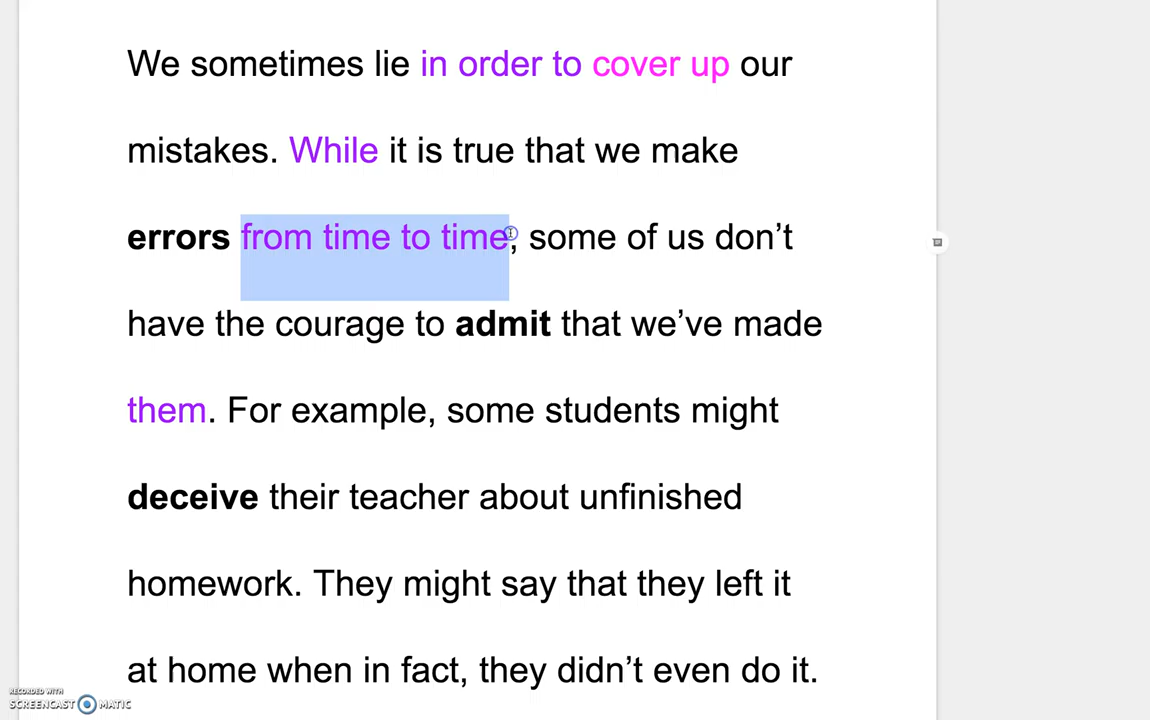 We sometimes lie in order to cover up our
mistakes. While it is true that we make
errors from time to time, some of us don’t
have the courage to admit that we’ve made
them. For example, some students might
deceive their teacher about unfinished
homework. They might say that they left it
at home when in fact, they didn’t even do it.
RECORDED WITH
SCREENCAST MATIC